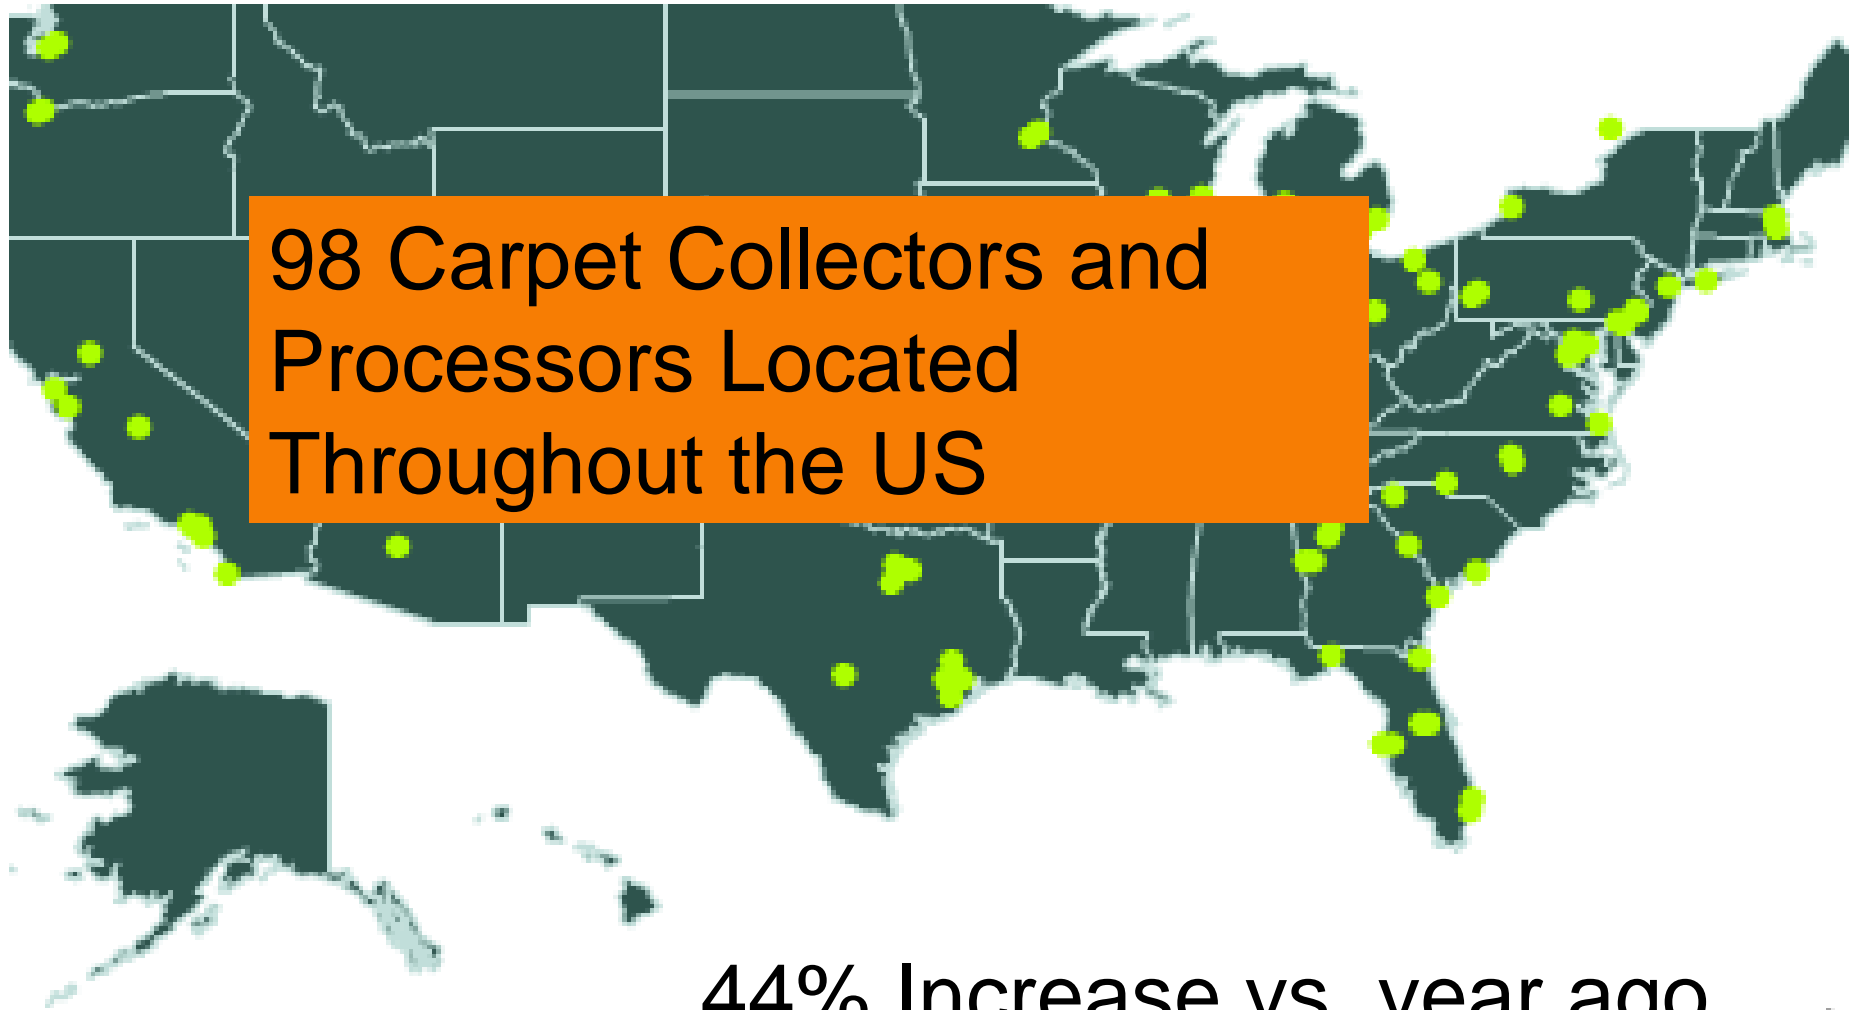 98 Carpet Collectors and
Processors Located
Throughout the US
44% Increase vs. year ago